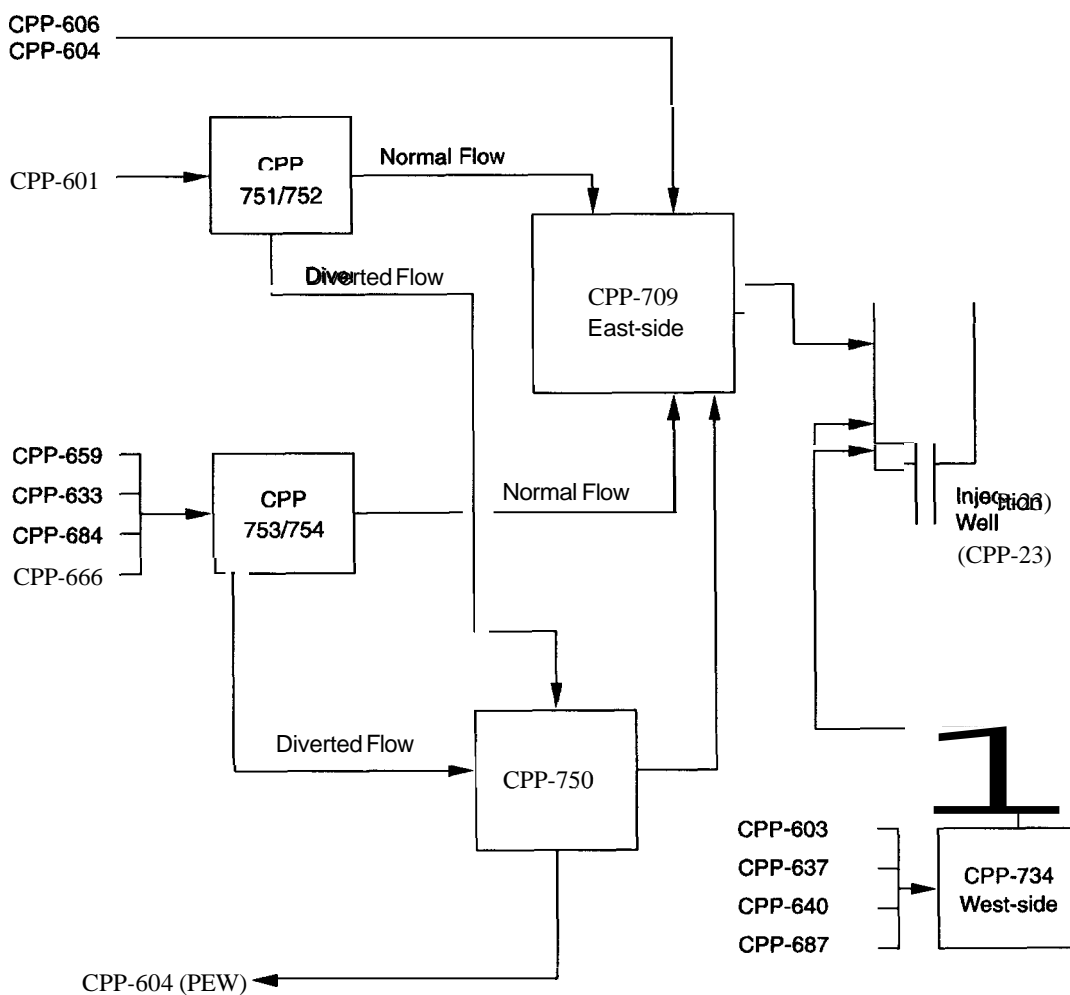 CPP-606
CPP-604
CPP-601
CPP
751/752
Normal Flow
Diverted Flow
CPP-709
East-side
CPP-659
CPP-633
CPP-684
CPP-666
CPP
753/754
Normal Flow
Injection
Well
(CPP-23)
Diverted Flow
CPP-750
CPP-603
CPP-637
CPP-640
CPP-687
CPP-734
West-side
CPP-604 (PEW)